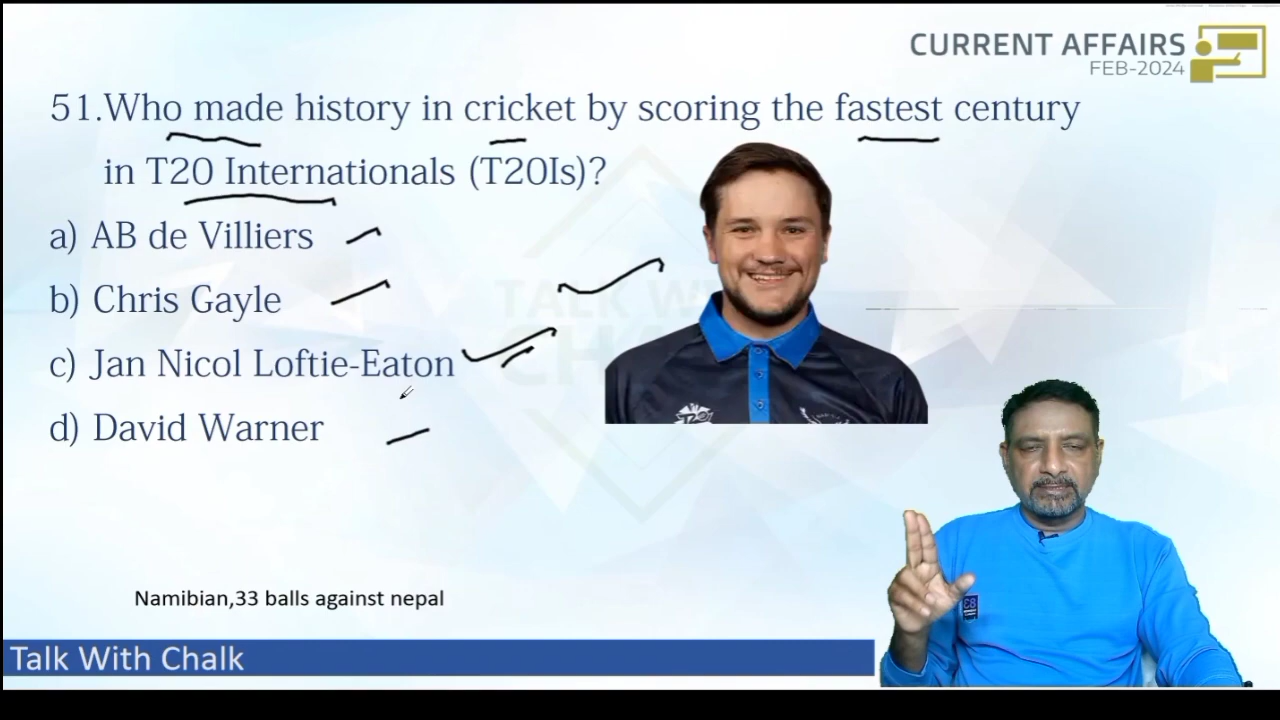 CURRENT AFFAIRS
FEB-2024
51.Who made history in cricket by scoring the fastest century
in T20 Internationals (T20Is)?
a) AB de Villiers
b) Chris Gayle
c) Jan Nicol Loftie-Eaton
d) David Warner
TALK W
Namibian,33 balls against nepal
Talk With Chalk